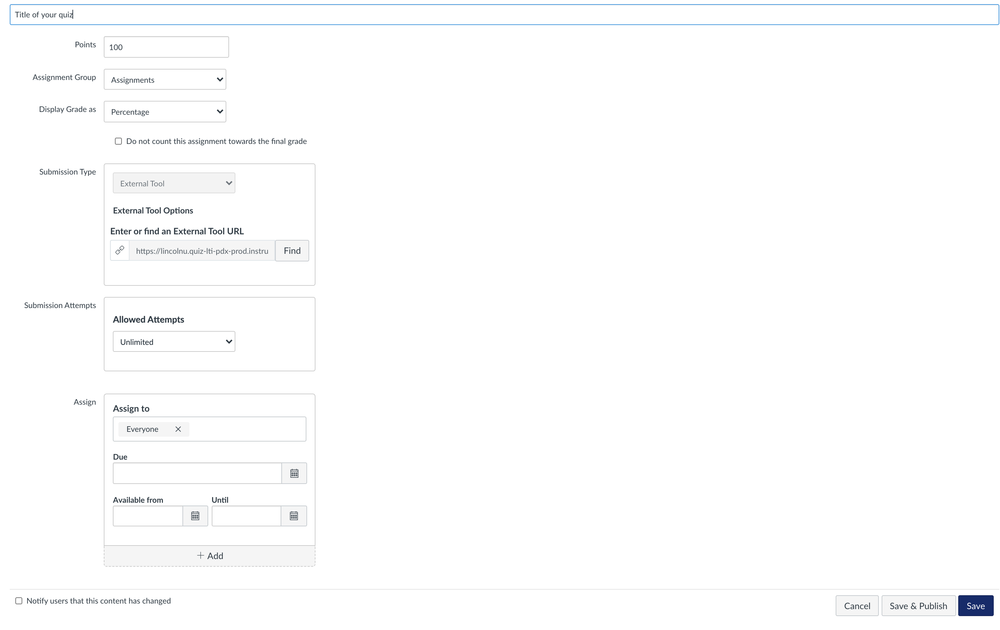 Title of your quiz
Points
100
Assignment Group
Assignments
Display Grade as
Percentage
Do not count this assignment towards the final grade
Submission Type
External Tool
External Tool Options
Enter or find an External Tool URL
https://lincolnu.quiz-lti-pdx-prod.instru
Find
Submission Attempts
Allowed Attempts
Unlimited
Assign
Assign to
Everyone
Due
Available from
Until
+ Add
Notify users that this content has changed
Cancel
Save & Publish
Save